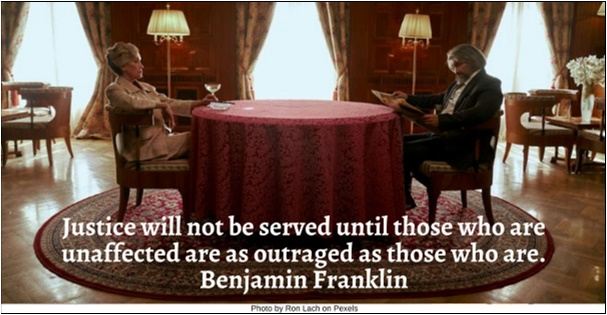 Justice will not be served until those who are
unaffected are as outraged as those who are.
Benjamin Franklin
Photo by Ron Lach on Pexels